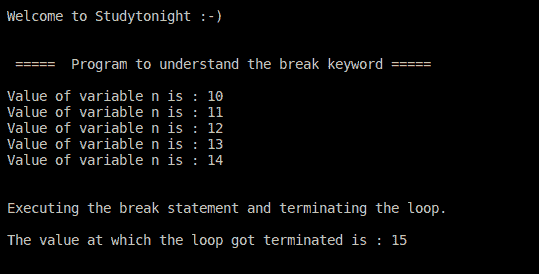 Welcome to Studytonight :-)
===== Program to understand the break keyword =====
Value of variable n is : 10
Value of variable n is : 11
Value of variable n is : 12
Value of variable n is : 13
Value of variable n is : 14
Executing the break statement and terminating the loop.
The value at which the loop got terminated is : 15